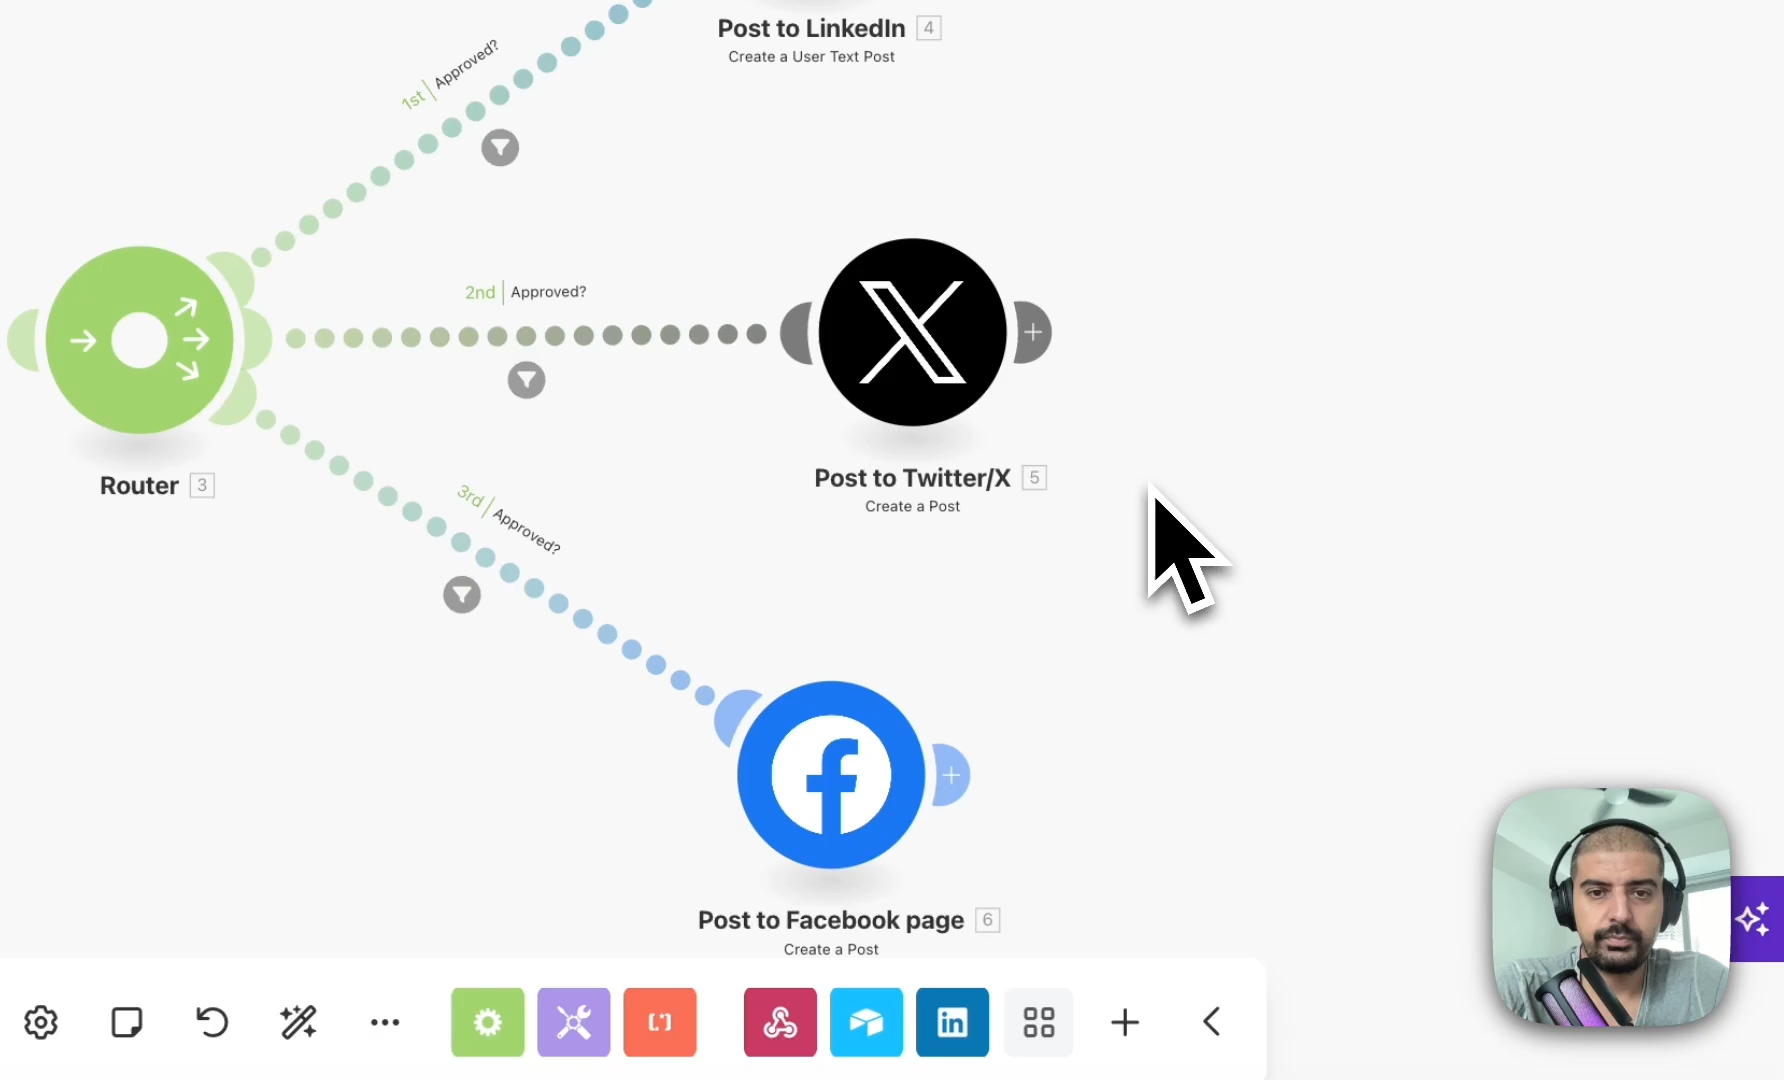 Post to LinkedIn 4
Create a User Text Post
1st | Approved?
2nd | Approved?
Router 3
Post to Twitter/X 5
Create a Post
3rd | Approved?
Post to Facebook page 6
Create a Post